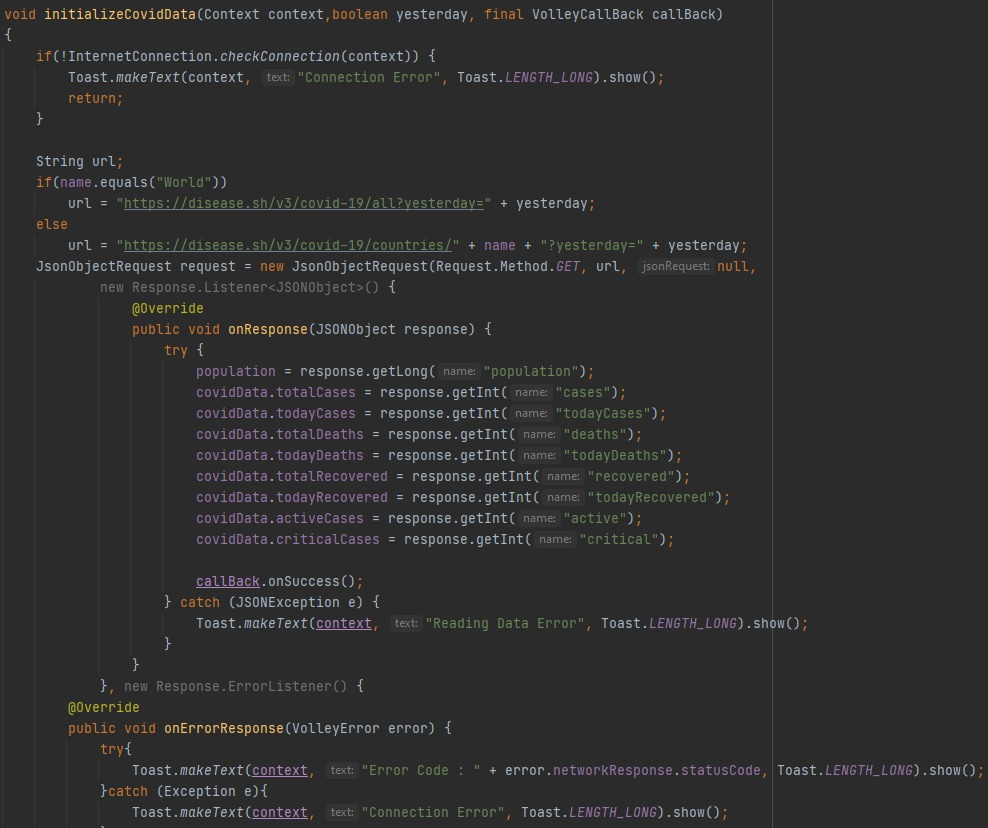 void initializeCovidData(Context context,boolean yesterday, final VolleyCallBack callBack)
{
    if(!InternetConnection.checkConnection(context)) {
        Toast.makeText(context, text: "Connection Error", Toast.LENGTH_LONG).show();
        return;
    }

    String url;
    if(name.equals("World"))
        url = "https://disease.sh/v3/covid-19/all?yesterday=" + yesterday;
    else
        url = "https://disease.sh/v3/covid-19/countries/" + name + "?yesterday=" + yesterday;
    JsonObjectRequest request = new JsonObjectRequest(Request.Method.GET, url, jsonRequest: null,
            new Response.Listener<JSONObject>() {
                @Override
                public void onResponse(JSONObject response) {
                    try {
                        population = response.getLong( name: "population");
                        covidData.totalCases = response.getInt( name: "cases");
                        covidData.todayCases = response.getInt( name: "todayCases");
                        covidData.totalDeaths = response.getInt( name: "deaths");
                        covidData.todayDeaths = response.getInt( name: "todayDeaths");
                        covidData.totalRecovered = response.getInt( name: "recovered");
                        covidData.todayRecovered = response.getInt( name: "todayRecovered");
                        covidData.activeCases = response.getInt( name: "active");
                        covidData.criticalCases = response.getInt( name: "critical");

                        callBack.onSuccess();
                    } catch (JSONException e) {
                        Toast.makeText(context, text: "Reading Data Error", Toast.LENGTH_LONG).show();
                    }
                }
            }, new Response.ErrorListener() {
        @Override
        public void onErrorResponse(VolleyError error) {
            try{
                Toast.makeText(context, text: "Error Code : " + error.networkResponse.statusCode, Toast.LENGTH_LONG).show();
            }catch (Exception e){
                Toast.makeText(context, text: "Connection Error", Toast.LENGTH_LONG).show();